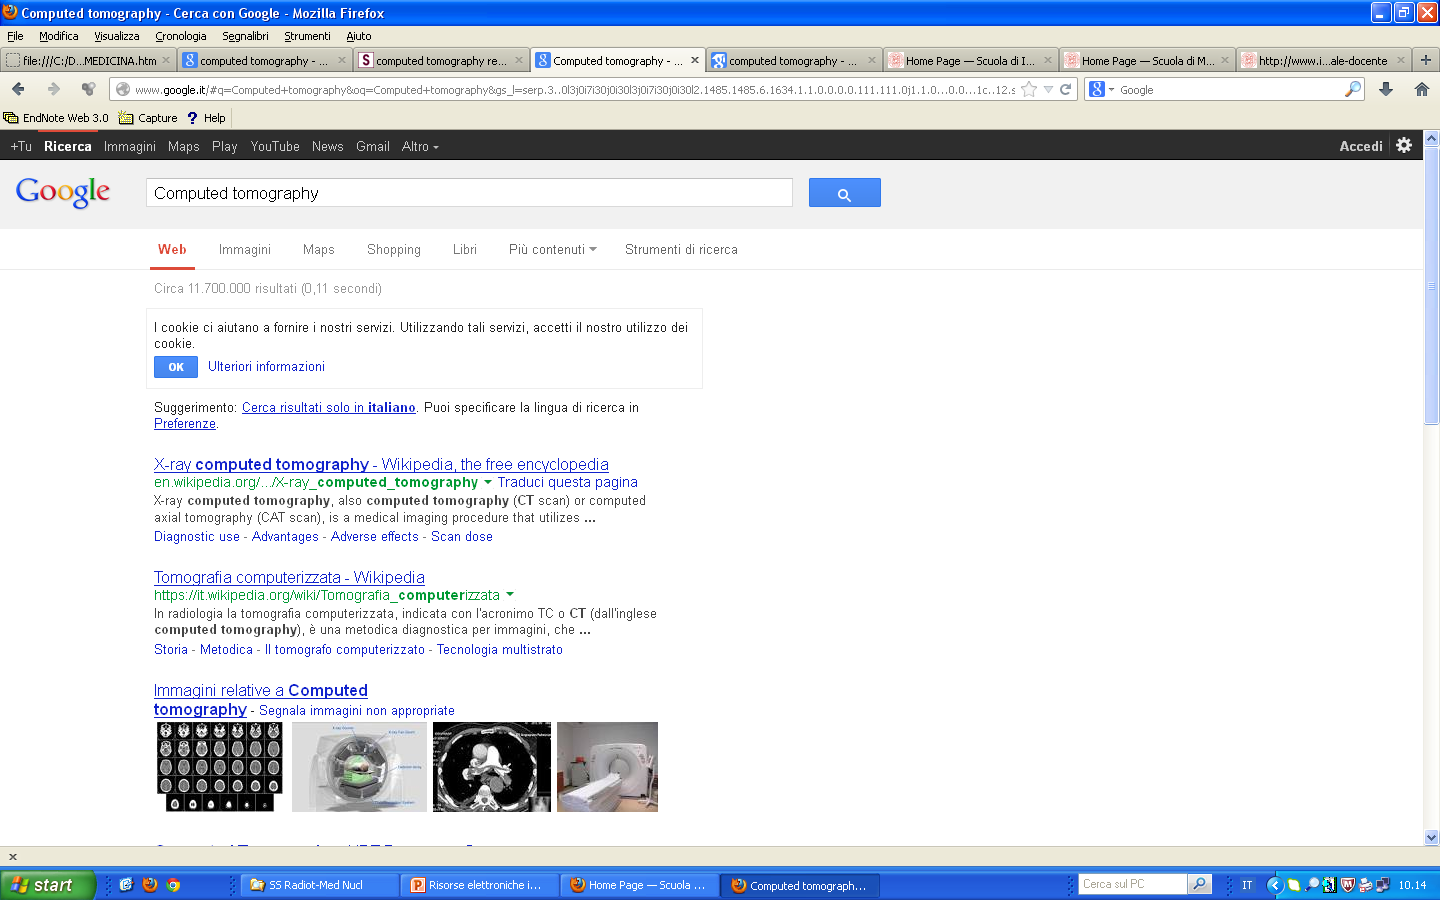 Computed tomography - Cerca con Google - Mozilla Firefox
File Modifica Visualizza Cronologia Segnalibri Strumenti Aiuto
file:///C:/D...MEDICINA.htm computed tomography - ... computed tomography re... Computed tomography - ... computed tomography - ... Home Page — Scuola di I... Home Page — Scuola di M... http://www.i...ale-docente
www.google.it/#q=Computed+tomography&oq=Computed+tomography&gs_l=serp.3...0l3j0i7i30j0i30l3j0i7i30j0i30l2.1485.1485.6.1634.1.1.0.0.0.0.111.111.0j1.1.0...0.0...1c..12.s Google
EndNote Web 3.0 Capture ? Help
+Tu Ricerca Immagini Maps Play YouTube News Gmail Altro Accedi
Google Computed tomography
Web Immagini Maps Shopping Libri Più contenuti Strumenti di ricerca
Circa 11.700.000 risultati (0,11 secondi)
I cookie ci aiutano a fornire i nostri servizi. Utilizzando tali servizi, accetti il nostro utilizzo dei
cookie.
OK Ulteriori informazioni
Suggerimento: Cerca risultati solo in italiano. Puoi specificare la lingua di ricerca in
Preferenze.
X-ray computed tomography - Wikipedia, the free encyclopedia
en.wikipedia.org/.../X-ray_computed_tomography Traduci questa pagina
X-ray computed tomography, also computed tomography (CT scan) or computed
axial tomography (CAT scan), is a medical imaging procedure that utilizes ...
Diagnostic use - Advantages - Adverse effects - Scan dose
Tomografia computerizzata - Wikipedia
https://it.wikipedia.org/wiki/Tomografia_computerizzata
In radiologia la tomografia computerizzata, indicata con l'acronimo TC o CT (dall'inglese
computed tomography), è una metodica diagnostica per immagini, che ...
Storia - Metodica - Il tomografo computerizzato - Tecnologia multistrato
Immagini relative a Computed
tomography - Segnala immagini non appropriate
start SS Radiot-Med Nucl Risorse elettroniche i... Home Page — Scuola ... Computed tomograph... Cerca sul PC IT 10.14